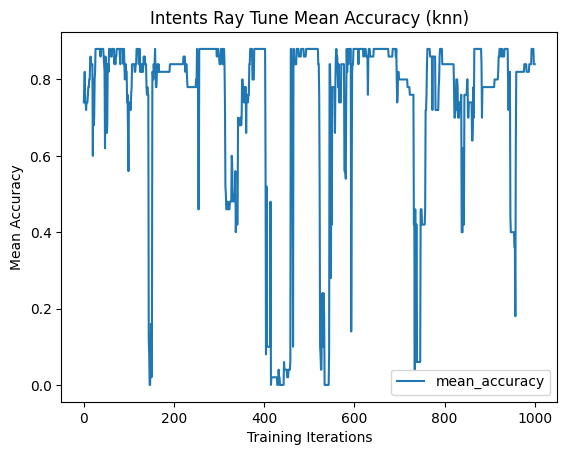 Intents Ray Tune Mean Accuracy (knn)
Mean Accuracy
0.8
0.6
0.4
0.2
0.0
mean_accuracy
0 200 400 600 800 1000
Training Iterations